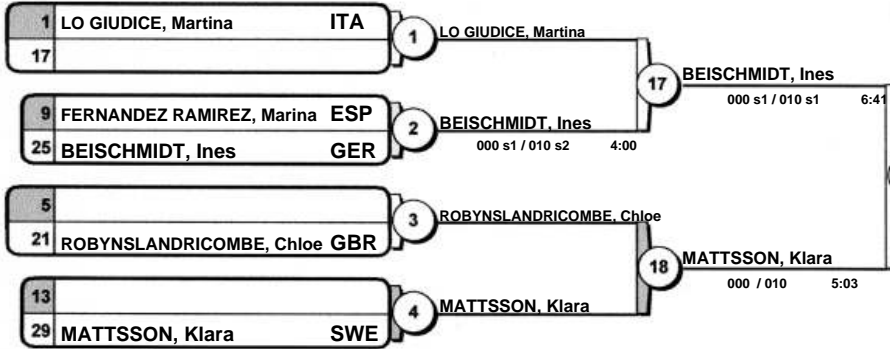 1 LO GIUDICE, Martina ITA
17
1
LO GIUDICE, Martina
9 FERNANDEZ RAMIREZ, Marina ESP
25 BEISCHMIDT, Ines GER
2
BEISCHMIDT, Ines
000 s1 / 010 s2 4:00
17
BEISCHMIDT, Ines
000 s1 / 010 s1 6:41
5
21 ROBYNSLANDRICOMBE, Chloe GBR
3
ROBYNSLANDRICOMBE, Chloe
13
29 MATTSSON, Klara SWE
4
MATTSSON, Klara
18
MATTSSON, Klara
000 / 010 5:03